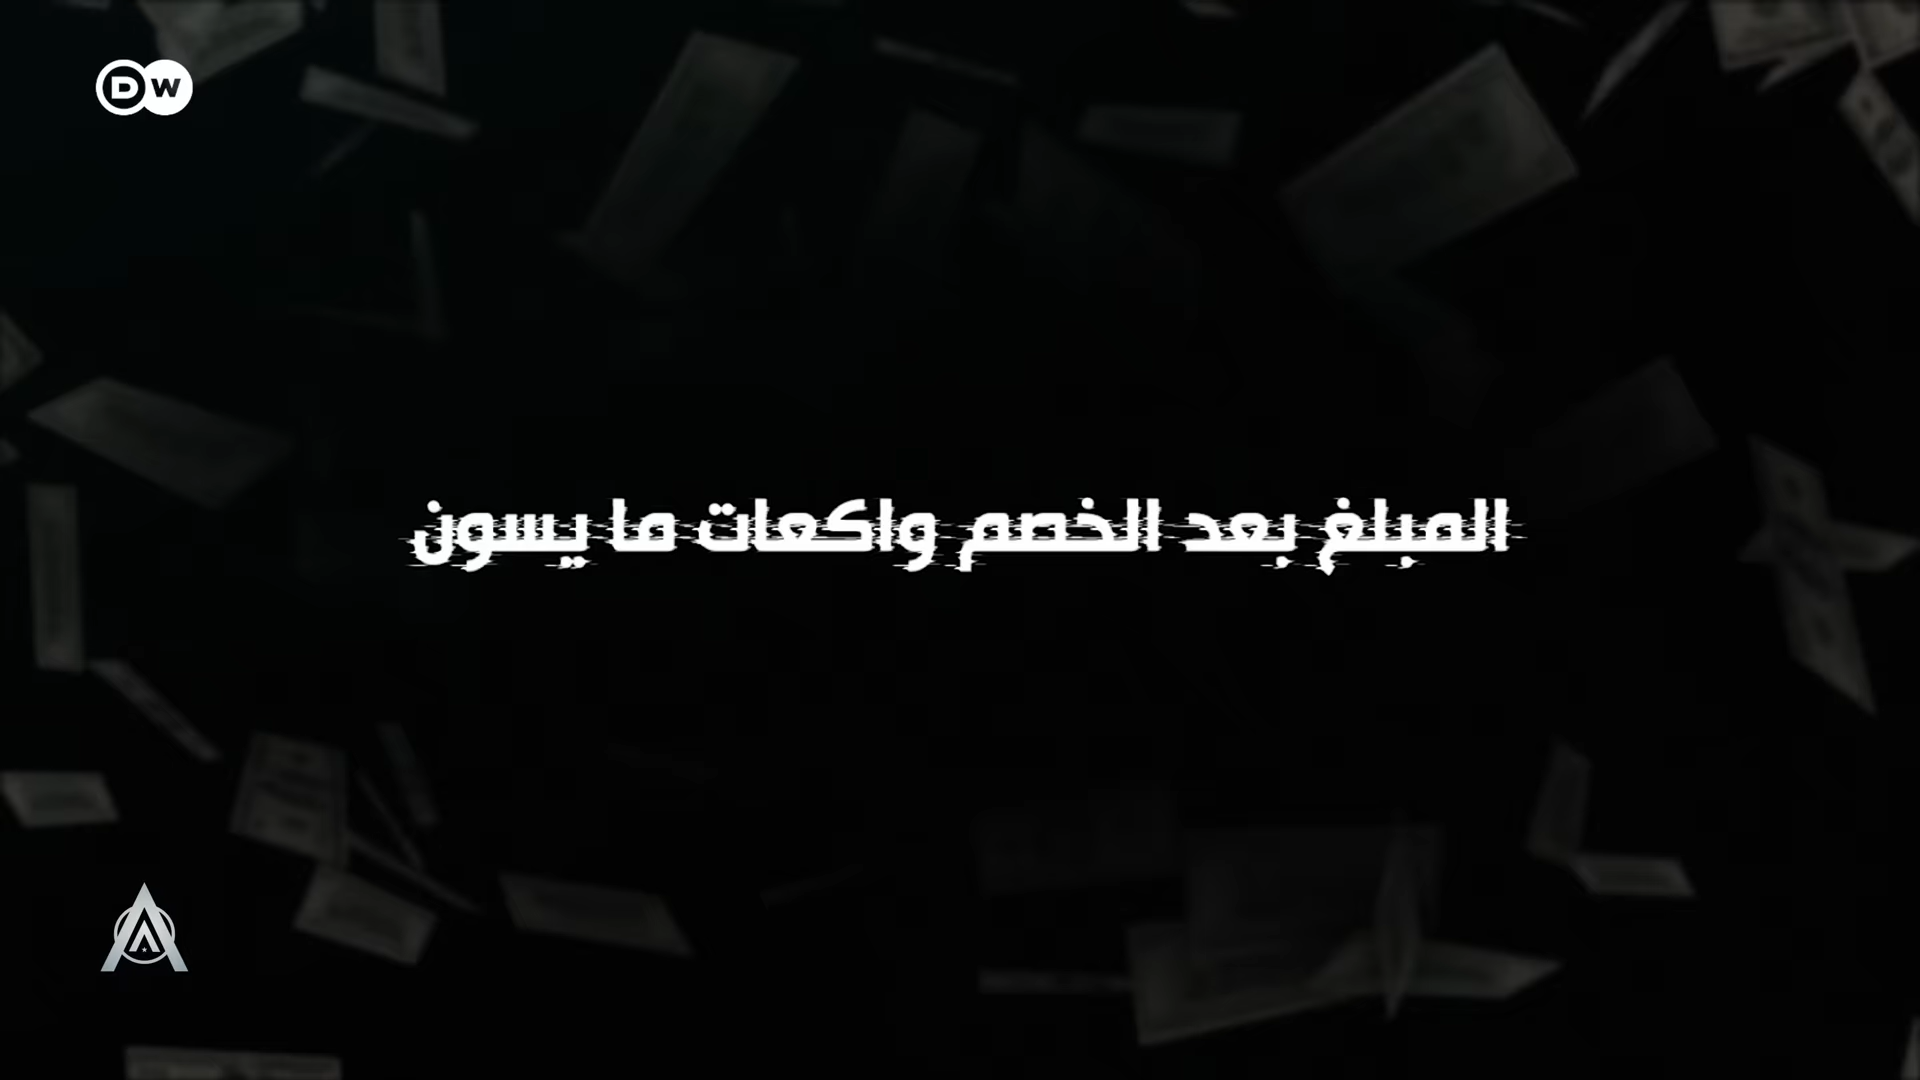 DW
المبلغ بعد الخصم واكعات ما يسون